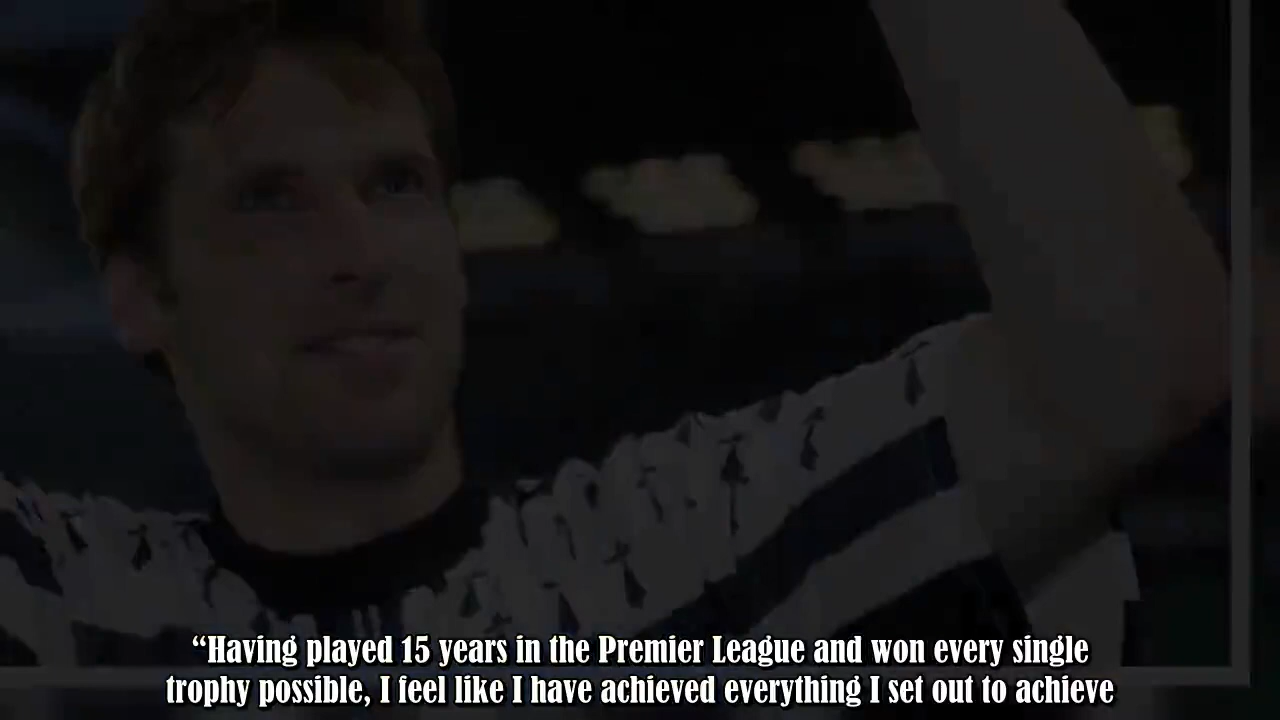 “Having played 15 years in the Premier League and won every single
trophy possible, I feel like I have achieved everything I set out to achieve